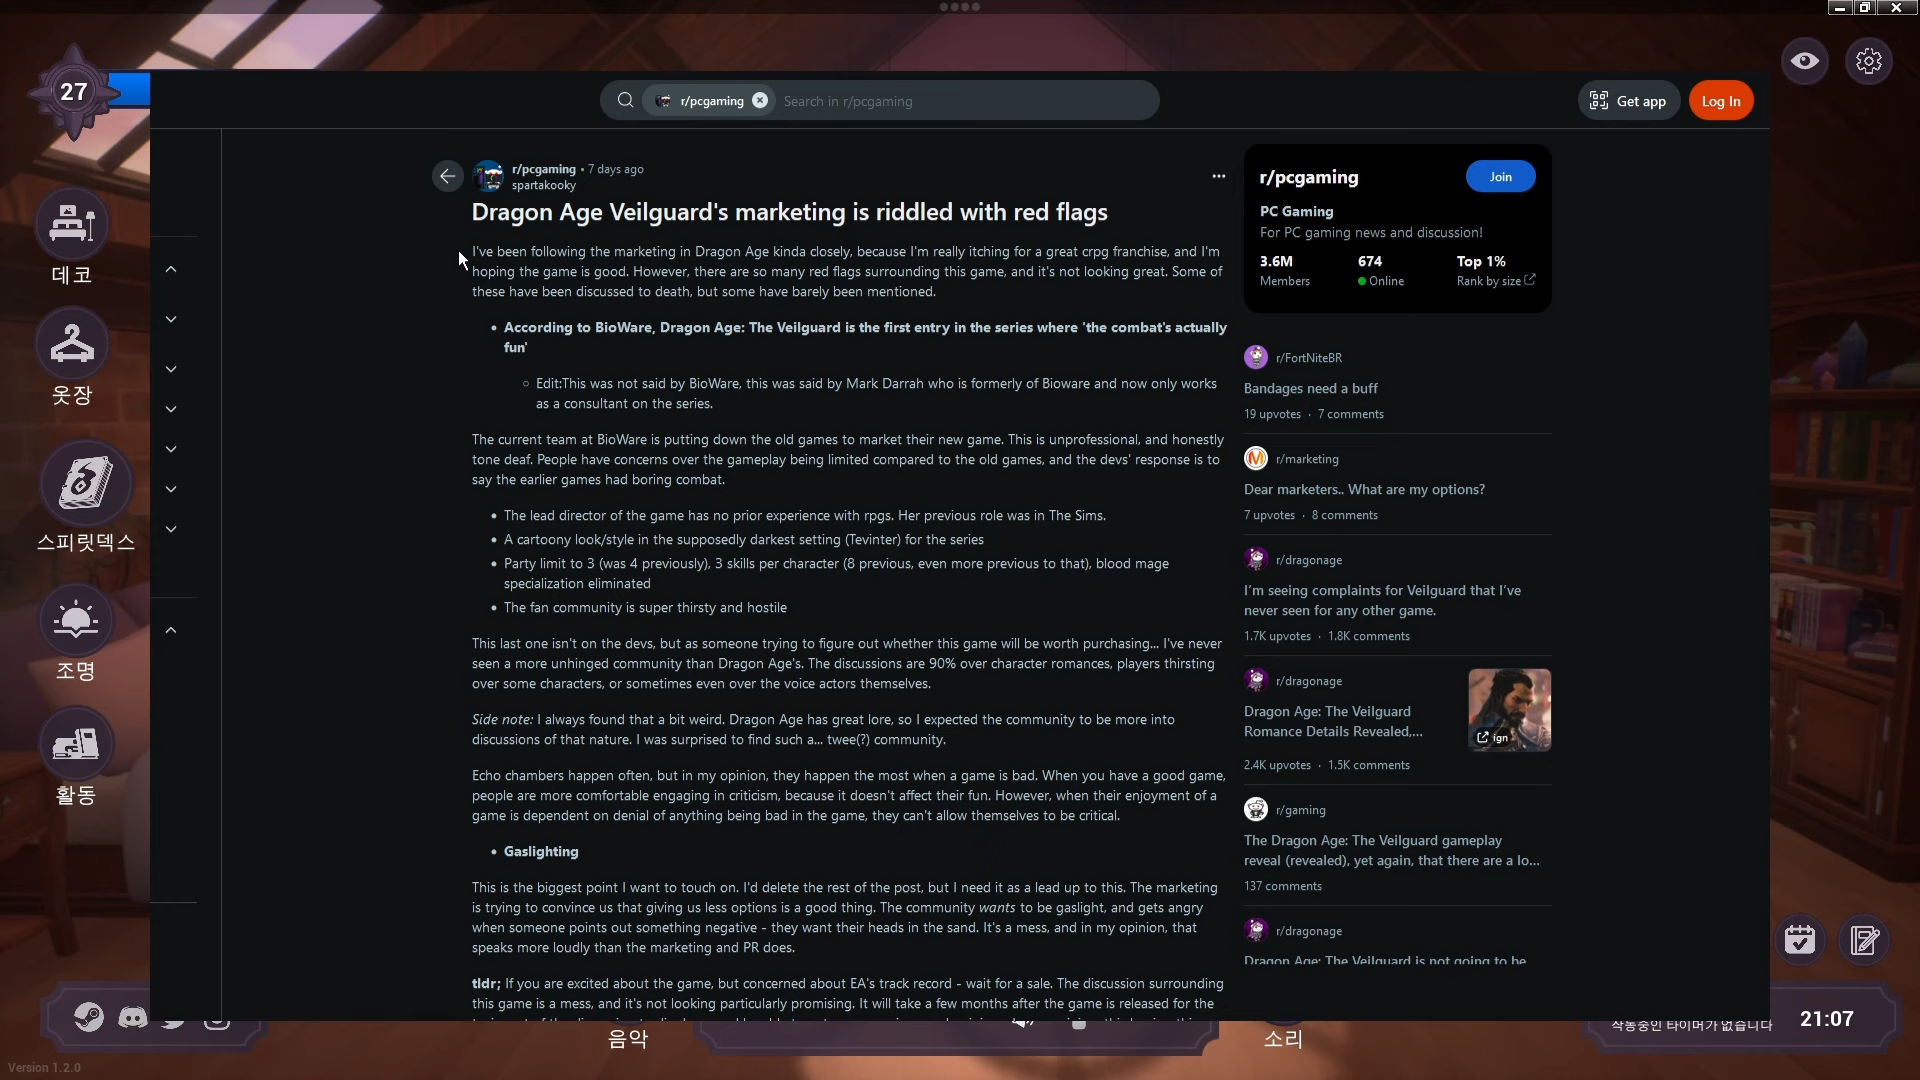 27
r/pcgaming
Search in r/pcgaming
Get app
Log In
데코
옷장
스피릿덱스
조명
활동
r/pcgaming • 7 days ago
spartakooky
Dragon Age Veilguard's marketing is riddled with red flags
I've been following the marketing in Dragon Age kinda closely, because I'm really itching for a great crpg franchise, and I'm
hoping the game is good. However, there are so many red flags surrounding this game, and it's not looking great. Some of
these have been discussed to death, but some have barely been mentioned.
• According to BioWare, Dragon Age: The Veilguard is the first entry in the series where 'the combat's actually
fun'
◦ Edit:This was not said by BioWare, this was said by Mark Darrah who is formerly of Bioware and now only works
as a consultant on the series.
The current team at BioWare is putting down the old games to market their new game. This is unprofessional, and honestly
tone deaf. People have concerns over the gameplay being limited compared to the old games, and the devs' response is to
say the earlier games had boring combat.
• The lead director of the game has no prior experience with rpgs. Her previous role was in The Sims.
• A cartoony look/style in the supposedly darkest setting (Tevinter) for the series
• Party limit to 3 (was 4 previously), 3 skills per character (8 previous, even more previous to that), blood mage
specialization eliminated
• The fan community is super thirsty and hostile
This last one isn't on the devs, but as someone trying to figure out whether this game will be worth purchasing... I've never
seen a more unhinged community than Dragon Age's. The discussions are 90% over character romances, players thirsting
over some characters, or sometimes even over the voice actors themselves.
Side note: I always found that a bit weird. Dragon Age has great lore, so I expected the community to be more into
discussions of that nature. I was surprised to find such a... twee(?) community.
Echo chambers happen often, but in my opinion, they happen the most when a game is bad. When you have a good game,
people are more comfortable engaging in criticism, because it doesn't affect their fun. However, when their enjoyment of a
game is dependent on denial of anything being bad in the game, they can't allow themselves to be critical.
• Gaslighting
This is the biggest point I want to touch on. I'd delete the rest of the post, but I need it as a lead up to this. The marketing
is trying to convince us that giving us less options is a good thing. The community wants to be gaslight, and gets angry
when someone points out something negative - they want their heads in the sand. It's a mess, and in my opinion, that
speaks more loudly than the marketing and PR does.
tldr; If you are excited about the game, but concerned about EA's track record - wait for a sale. The discussion surrounding
this game is a mess, and it's not looking particularly promising. It will take a few months after the game is released for the
r/pcgaming
Join
PC Gaming
For PC gaming news and discussion!
3.6M 674 Top 1%
Members Online Rank by size
r/FortNiteBR
Bandages need a buff
19 upvotes · 7 comments
r/marketing
Dear marketers.. What are my options?
7 upvotes · 8 comments
r/dragonage
I'm seeing complaints for Veilguard that I've
never seen for any other game.
1.7K upvotes · 1.8K comments
r/dragonage
Dragon Age: The Veilguard
Romance Details Revealed,...
ign
2.4K upvotes · 1.5K comments
r/gaming
The Dragon Age: The Veilguard gameplay
reveal (revealed), yet again, that there are a lo...
137 comments
r/dragonage
Dragon Age: The Veilguard is not going to be
음악
소리
작동중인 타이머가 없습니다
21:07
Version 1.2.0